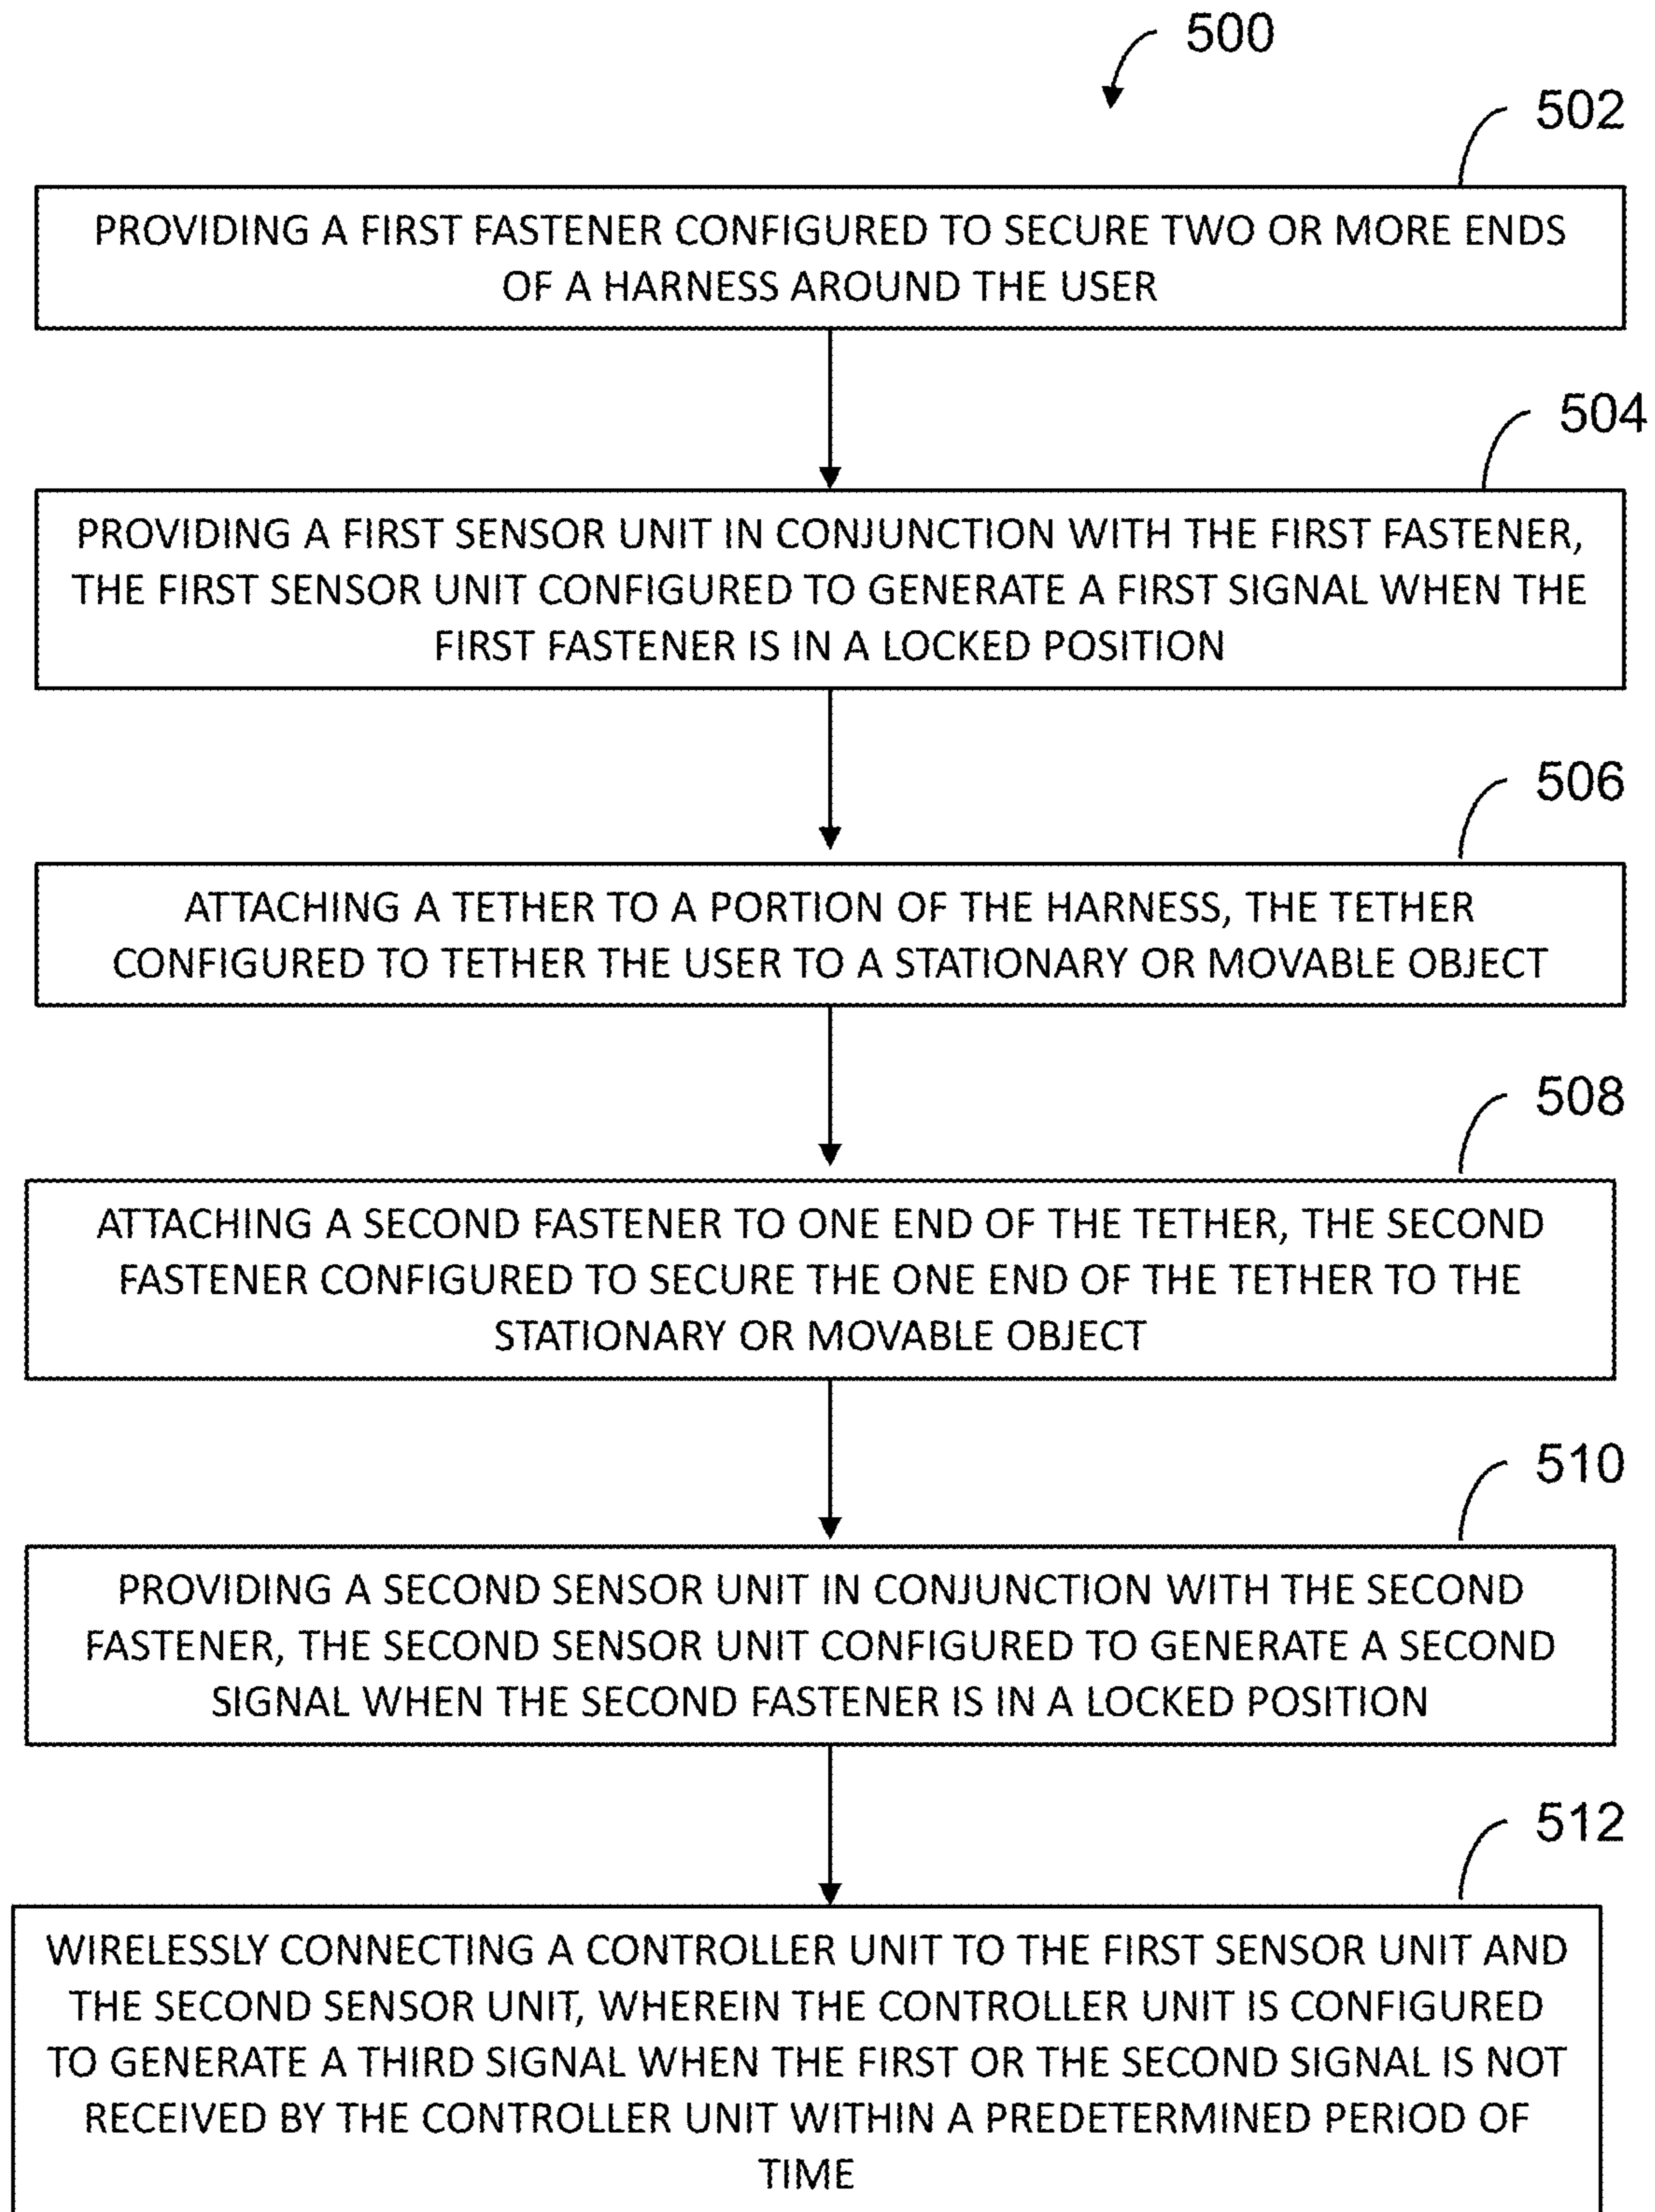 500
502
PROVIDING A FIRST FASTENER CONFIGURED TO SECURE TWO OR MORE ENDS
OF A HARNESS AROUND THE USER
504
PROVIDING A FIRST SENSOR UNIT IN CONJUNCTION WITH THE FIRST FASTENER,
THE FIRST SENSOR UNIT CONFIGURED TO GENERATE A FIRST SIGNAL WHEN THE
FIRST FASTENER IS IN A LOCKED POSITION
506
ATTACHING A TETHER TO A PORTION OF THE HARNESS, THE TETHER
CONFIGURED TO TETHER THE USER TO A STATIONARY OR MOVABLE OBJECT
508
ATTACHING A SECOND FASTENER TO ONE END OF THE TETHER, THE SECOND
FASTENER CONFIGURED TO SECURE THE ONE END OF THE TETHER TO THE
STATIONARY OR MOVABLE OBJECT
510
PROVIDING A SECOND SENSOR UNIT IN CONJUNCTION WITH THE SECOND
FASTENER, THE SECOND SENSOR UNIT CONFIGURED TO GENERATE A SECOND
SIGNAL WHEN THE SECOND FASTENER IS IN A LOCKED POSITION
512
WIRELESSLY CONNECTING A CONTROLLER UNIT TO THE FIRST SENSOR UNIT AND
THE SECOND SENSOR UNIT, WHEREIN THE CONTROLLER UNIT IS CONFIGURED
TO GENERATE A THIRD SIGNAL WHEN THE FIRST OR THE SECOND SIGNAL IS NOT
RECEIVED BY THE CONTROLLER UNIT WITHIN A PREDETERMINED PERIOD OF
TIME